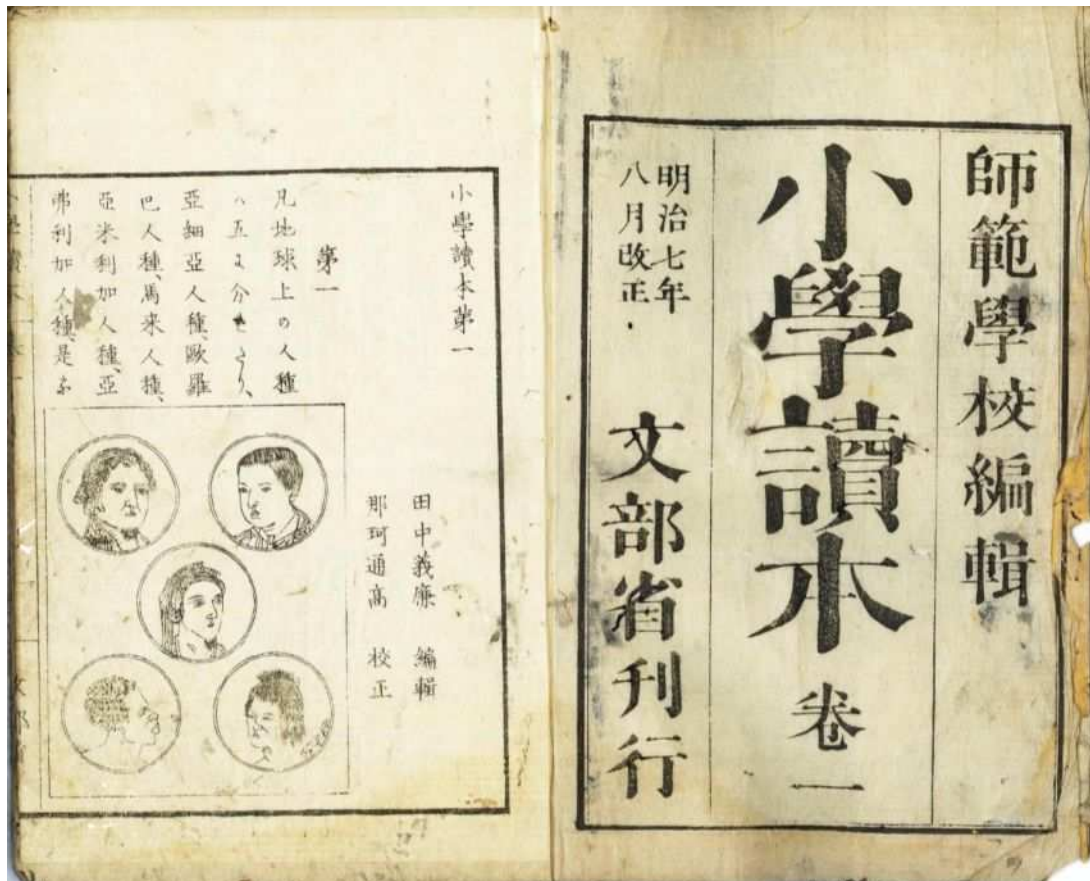 師範學校編輯
小學讀本 卷一
明治七年
八月改正
文部省刊行
小學讀本第一
田中義廉 編輯
那珂通高 校正
第一
凡地球上の人種
ハ五に分れたり、
亞細亞人種、歐羅
巴人種、馬来人種、
亞米利加人種、亞
弗利加人種、是な